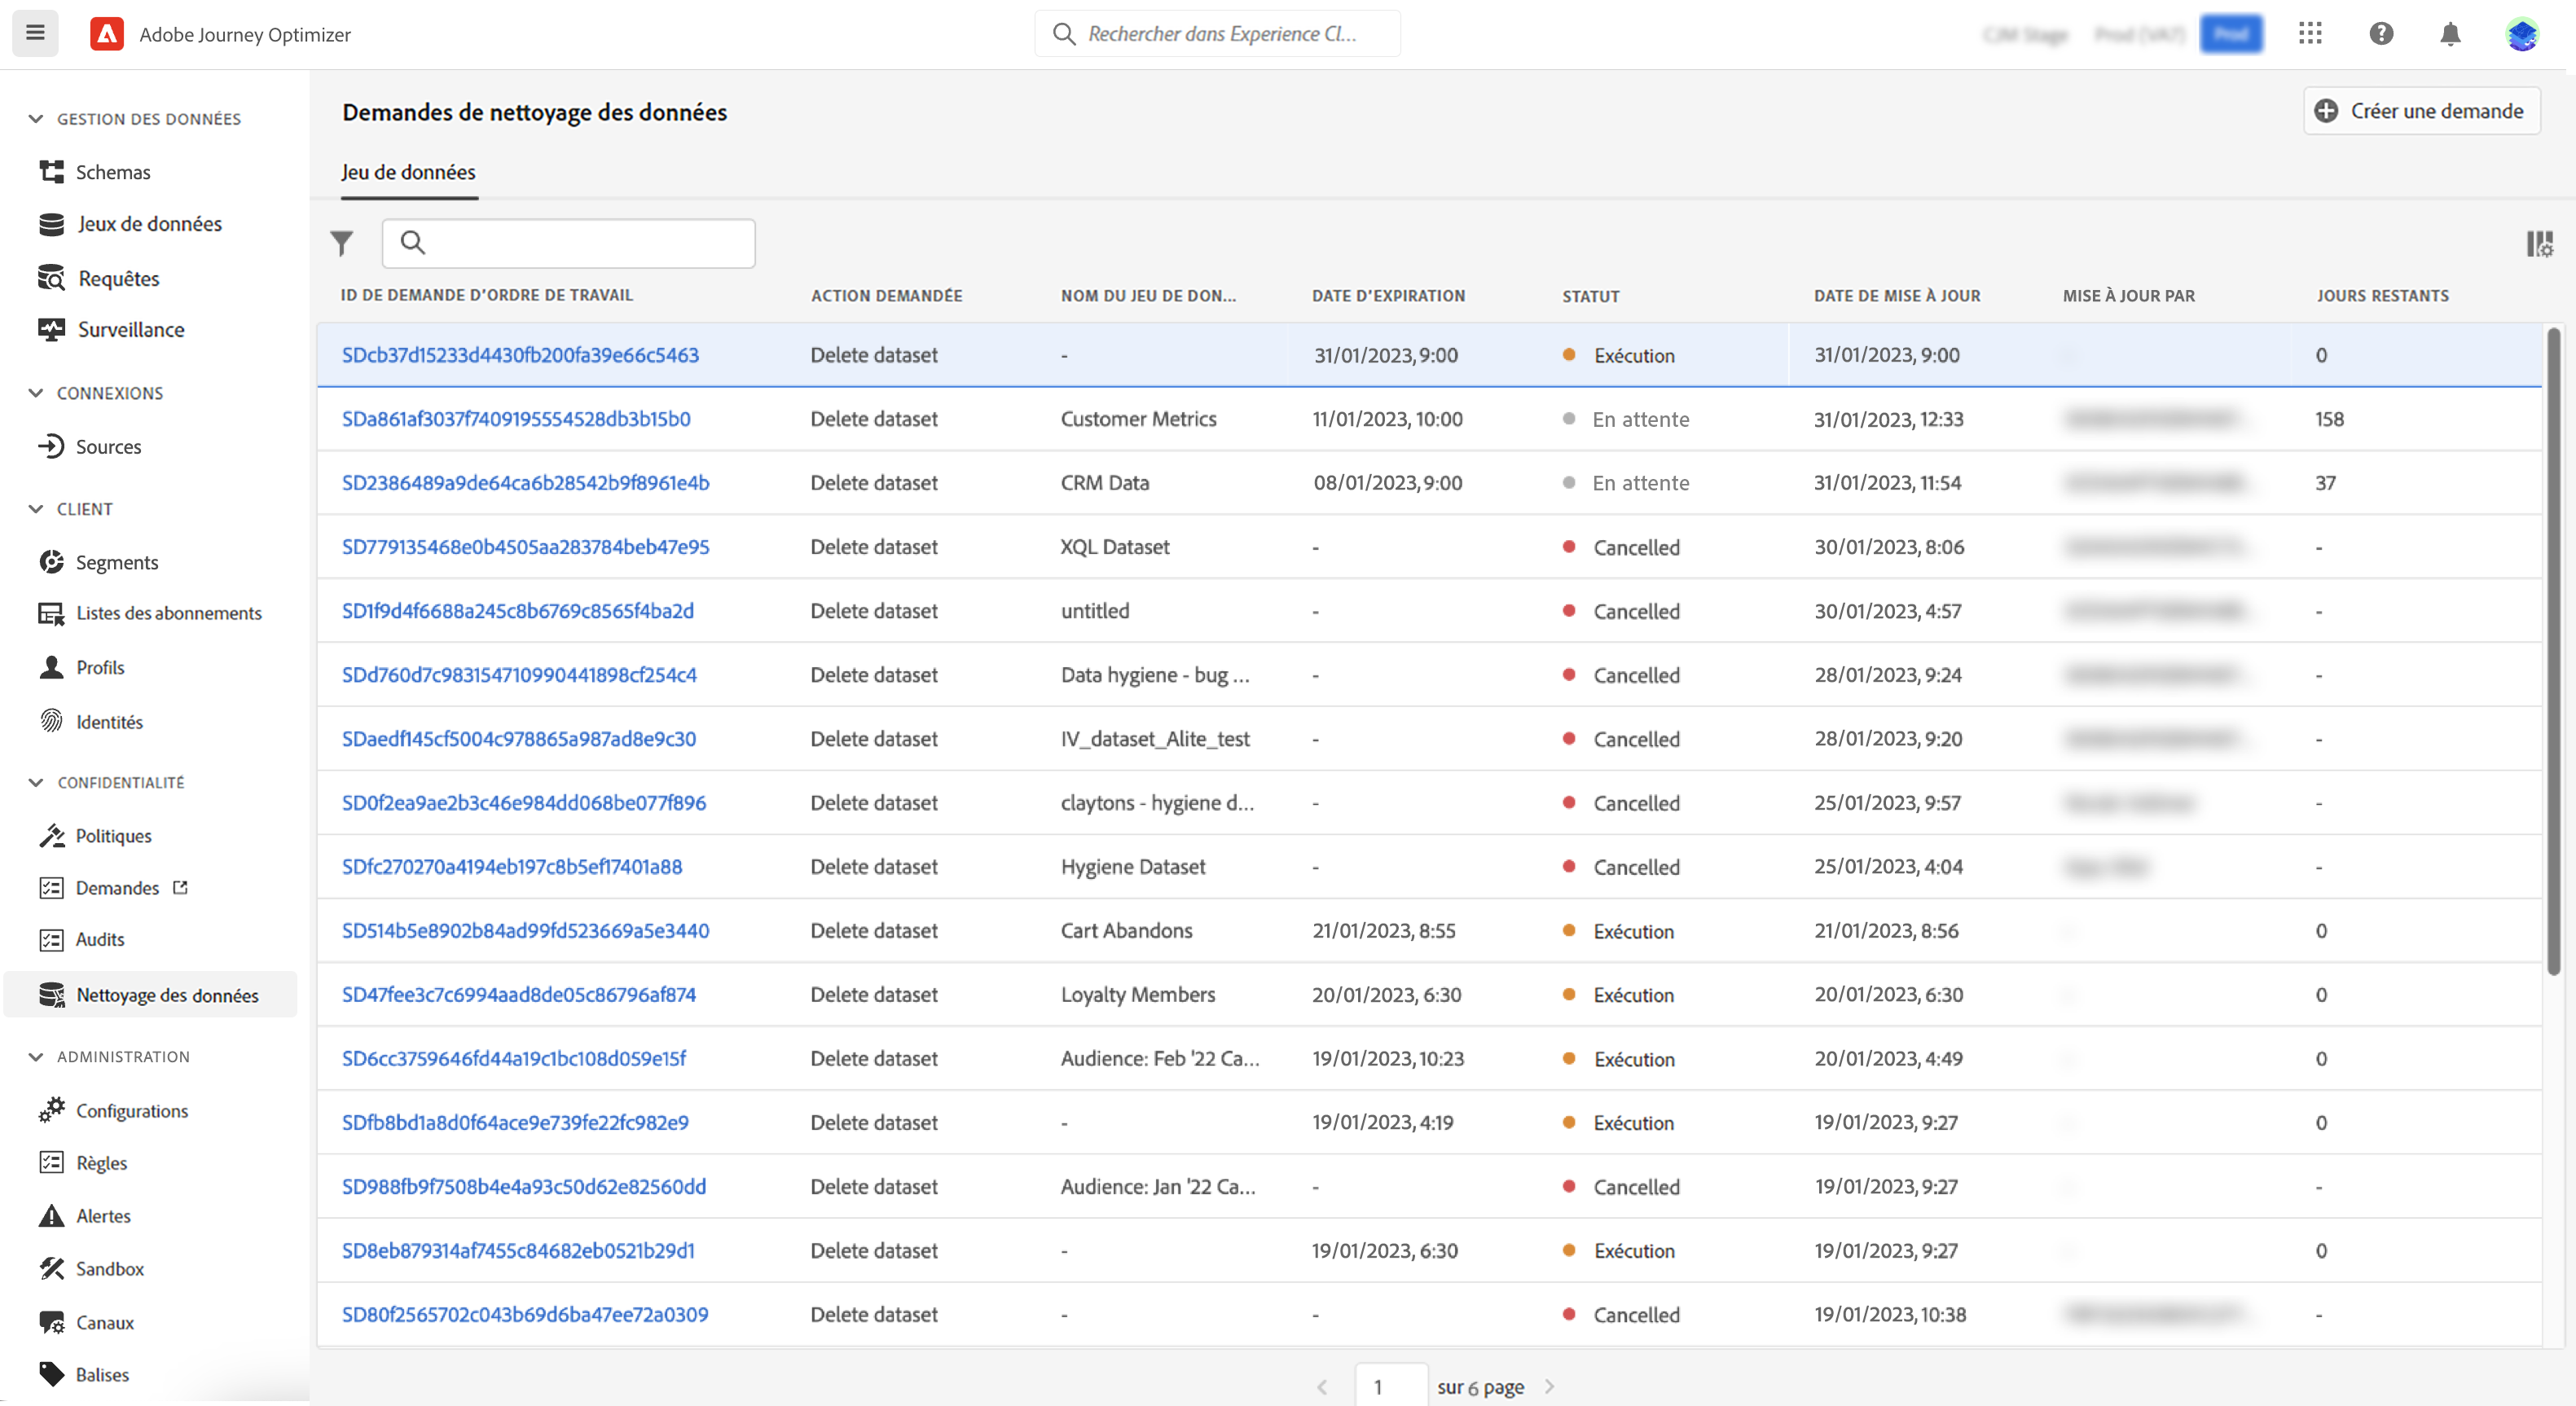 Adobe Journey Optimizer
Rechercher dans Experience Cl...
Prod
GESTION DES DONNÉES
Schemas
Jeux de données
Requêtes
Surveillance
CONNEXIONS
Sources
CLIENT
Segments
Listes des abonnements
Profils
Identités
CONFIDENTIALITÉ
Politiques
Demandes
Audits
Nettoyage des données
ADMINISTRATION
Configurations
Règles
Alertes
Sandbox
Canaux
Balises
Demandes de nettoyage des données
Créer une demande
Jeu de données
ID DE DEMANDE D'ORDRE DE TRAVAIL ACTION DEMANDÉE NOM DU JEU DE DON... DATE D'EXPIRATION STATUT DATE DE MISE À JOUR MISE À JOUR PAR JOURS RESTANTS
SDcb37d15233d4430fb200fa39e66c5463 Delete dataset - 31/01/2023, 9:00 Exécution 31/01/2023, 9:00 0
SDa861af3037f7409195554528db3b15b0 Delete dataset Customer Metrics 11/01/2023, 10:00 En attente 31/01/2023, 12:33 158
SD2386489a9de64ca6b28542b9f8961e4b Delete dataset CRM Data 08/01/2023, 9:00 En attente 31/01/2023, 11:54 37
SD779135468e0b4505aa283784beb47e95 Delete dataset XQL Dataset - Cancelled 30/01/2023, 8:06 -
SD1f9d4f6688a245c8b6769c8565f4ba2d Delete dataset untitled - Cancelled 30/01/2023, 4:57 -
SDd760d7c983154710990441898cf254c4 Delete dataset Data hygiene - bug ... - Cancelled 28/01/2023, 9:24 -
SDaedf145cf5004c978865a987ad8e9c30 Delete dataset IV_dataset_Alite_test - Cancelled 28/01/2023, 9:20 -
SD0f2ea9ae2b3c46e984dd068be077f896 Delete dataset claytons - hygiene d... - Cancelled 25/01/2023, 9:57 -
SDfc270270a4194eb197c8b5ef17401a88 Delete dataset Hygiene Dataset - Cancelled 25/01/2023, 4:04 -
SD514b5e8902b84ad99fd523669a5e3440 Delete dataset Cart Abandons 21/01/2023, 8:55 Exécution 21/01/2023, 8:56 0
SD47fee3c7c6994aad8de05c86796af874 Delete dataset Loyalty Members 20/01/2023, 6:30 Exécution 20/01/2023, 6:30 0
SD6cc3759646fd44a19c1bc108d059e15f Delete dataset Audience: Feb '22 Ca... 19/01/2023, 10:23 Exécution 20/01/2023, 4:49 0
SDfb8bd1a8d0f64ace9e739fe22fc982e9 Delete dataset - 19/01/2023, 4:19 Exécution 19/01/2023, 9:27 0
SD988fb9f7508b4e4a93c50d62e82560dd Delete dataset Audience: Jan '22 Ca... - Cancelled 19/01/2023, 9:27 -
SD8eb879314af7455c84682eb0521b29d1 Delete dataset - 19/01/2023, 6:30 Exécution 19/01/2023, 9:27 0
SD80f2565702c043b69d6ba47ee72a0309 Delete dataset - - Cancelled 19/01/2023, 10:38 -
1 sur 6 page